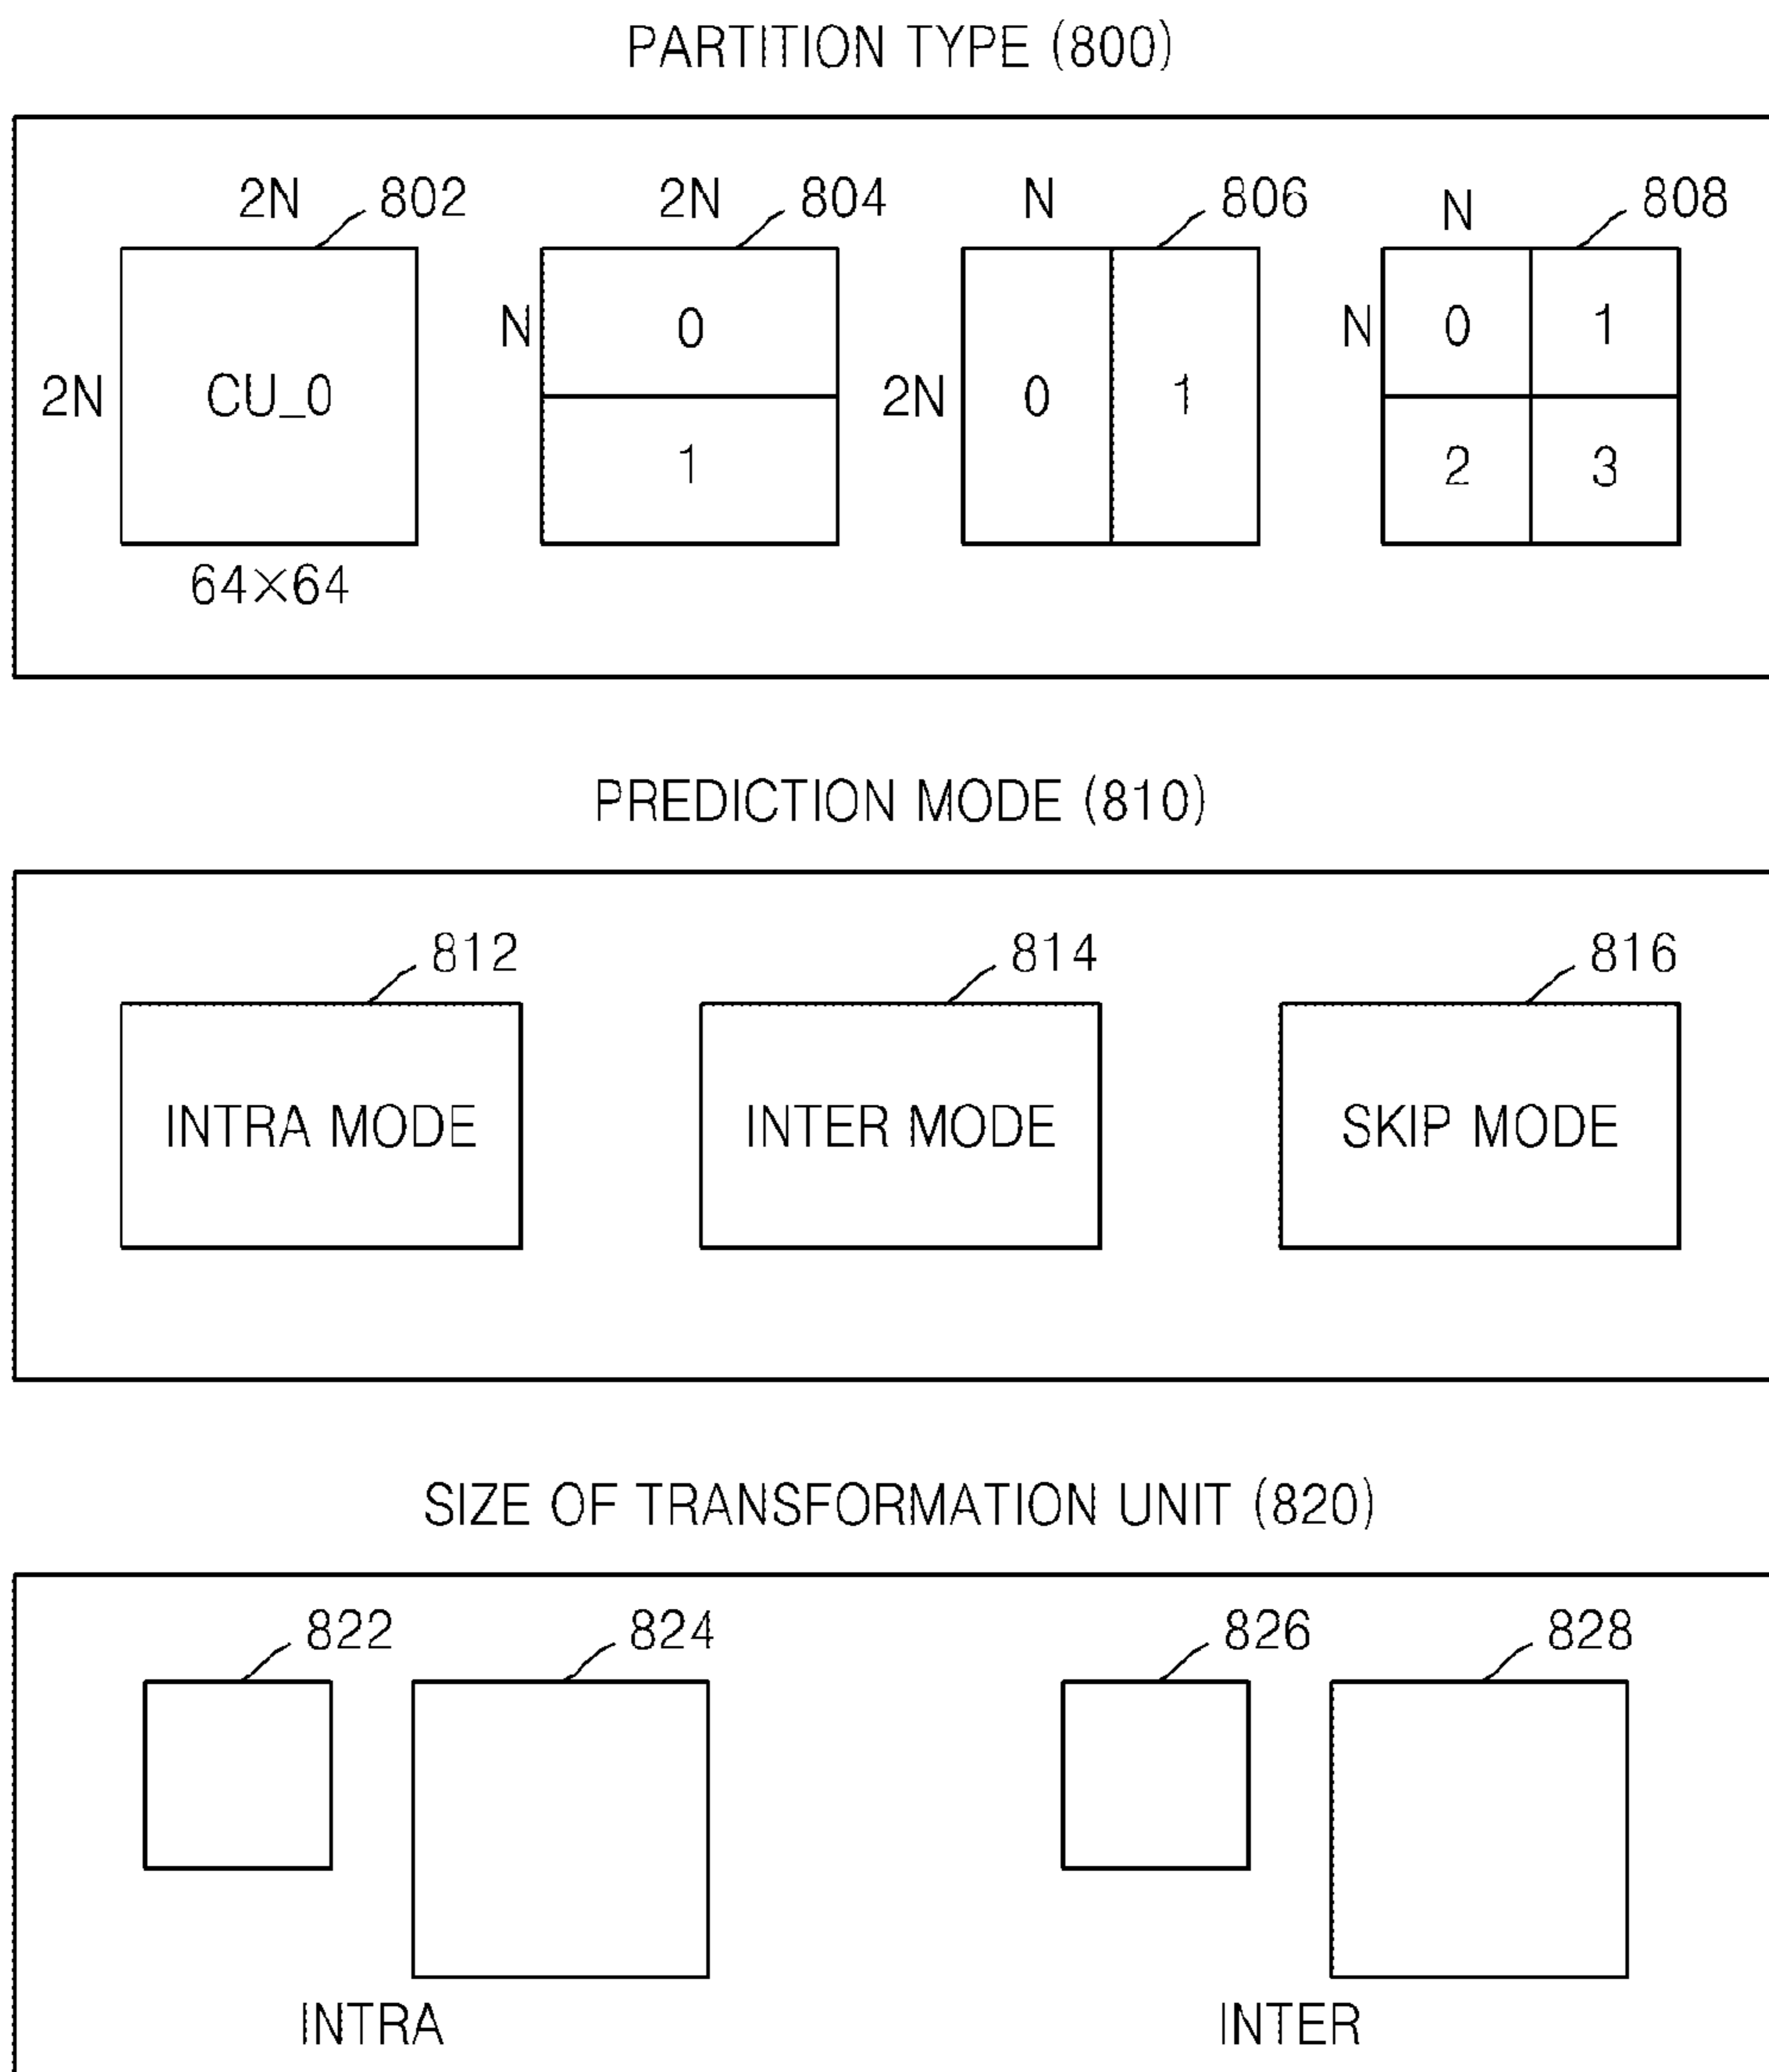 PARTITION TYPE (800)
2N 802 2N 804 N 806 N 808
N 0 N 0 1
2N CU_0 2N 0 1
1 2 3
64×64
PREDICTION MODE (810)
812 814 816
INTRA MODE INTER MODE SKIP MODE
SIZE OF TRANSFORMATION UNIT (820)
822 824 826 828
INTRA INTER